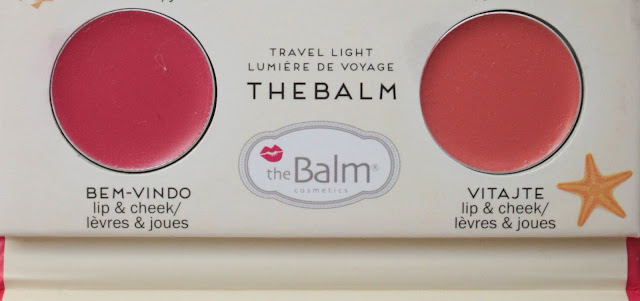 TRAVEL LIGHT
LUMIÈRE DE VOYAGE
THEBALM
theBalm®
cosmetics
BEM-VINDO
lip & cheek/
lèvres & joues
VITAJTE
lip & cheek/
lèvres & joues